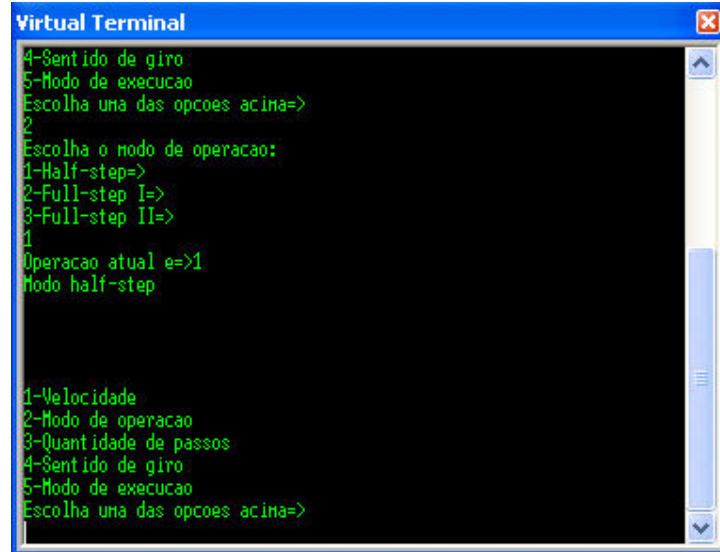 Virtual Terminal
4-Sentido de giro
5-Modo de execucao
Escolha uma das opcoes acima=>
2
Escolha o modo de operacao:
1-Half-step=>
2-Full-step I=>
3-Full-step II=>
1
Operacao atual e=>1
Modo half-step
1-Velocidade
2-Modo de operacao
3-Quantidade de passos
4-Sentido de giro
5-Modo de execucao
Escolha uma das opcoes acima=>